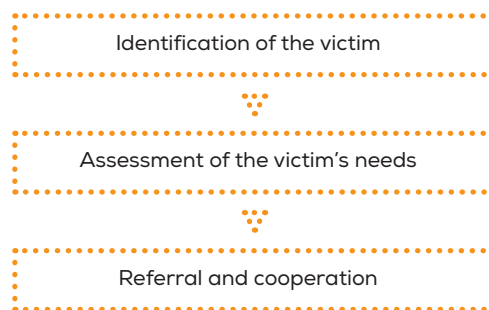 Identification of the victim
Assessment of the victim’s needs
Referral and cooperation